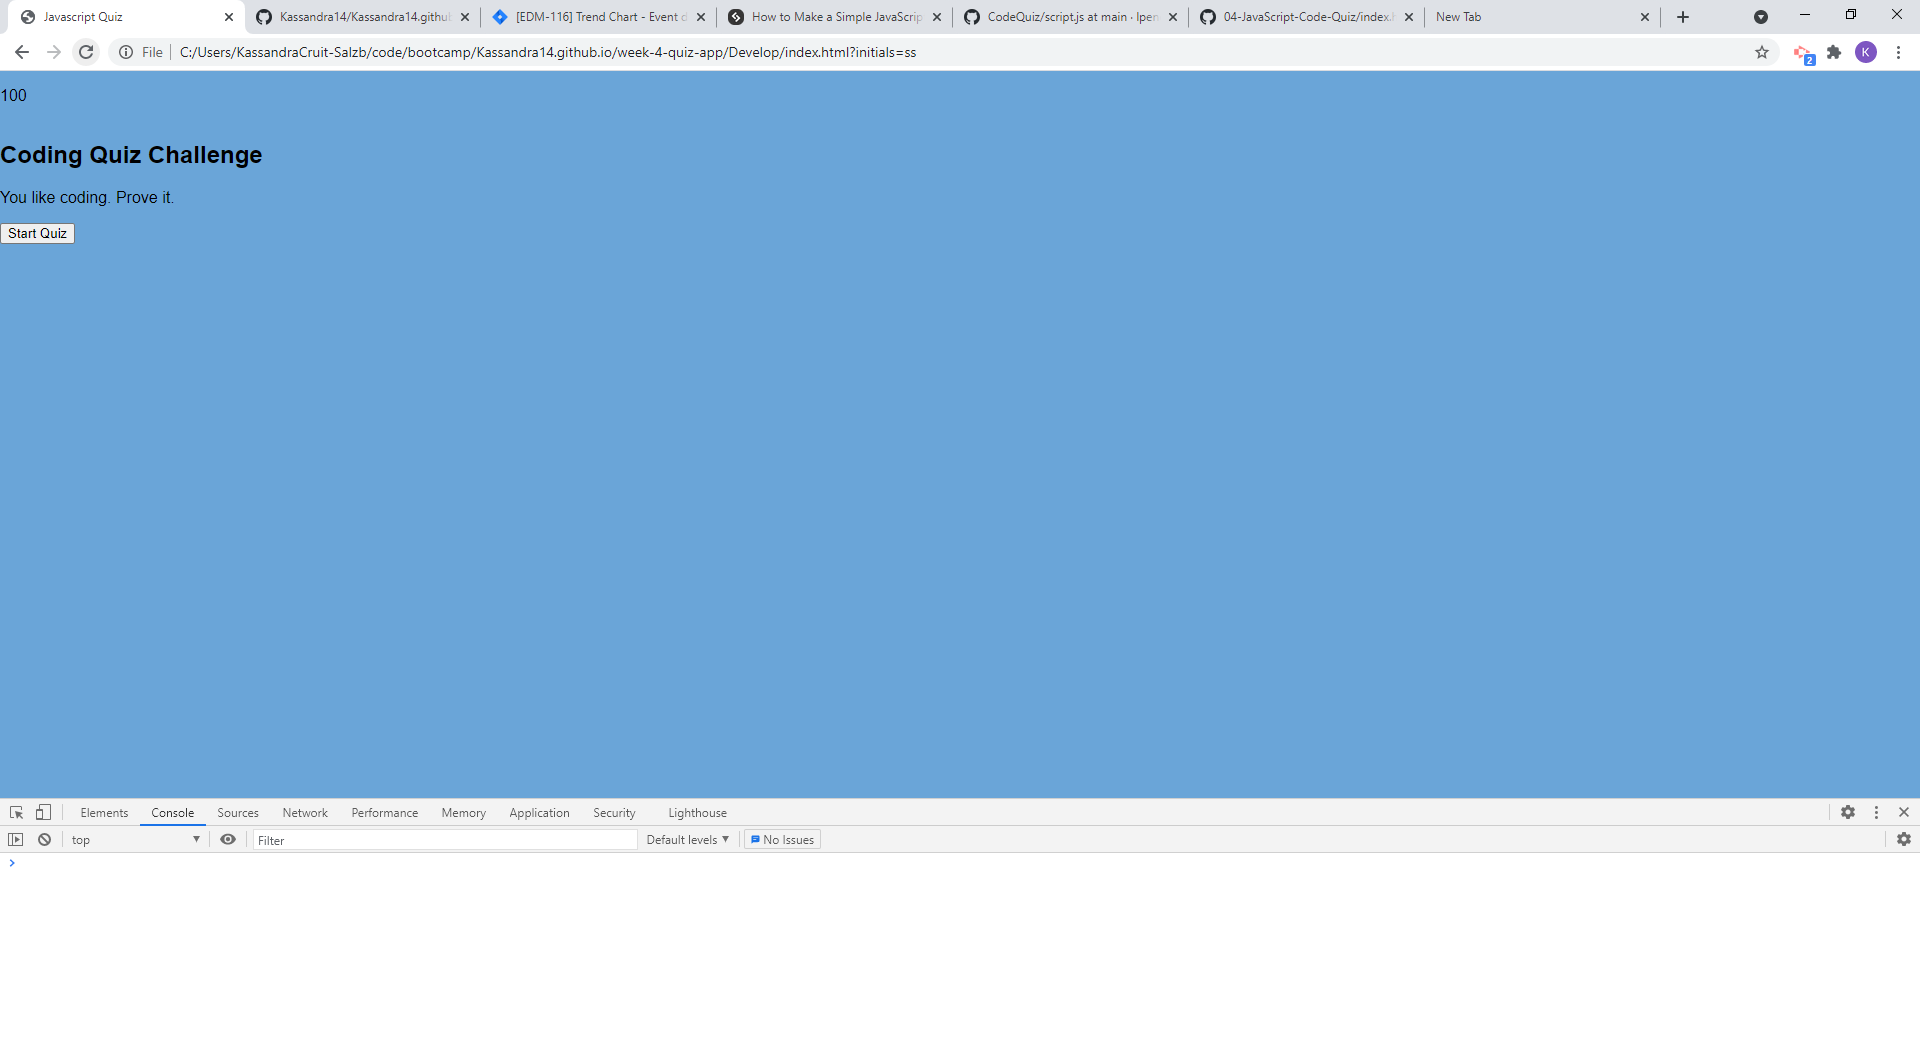 Javascript Quiz
Kassandra14/Kassandra14.githu
[EDM-116] Trend Chart - Event d
How to Make a Simple JavaScrip
CodeQuiz/script.js at main · Ipen
04-JavaScript-Code-Quiz/index.h
New Tab
File
C:/Users/KassandraCruit-Salzb/code/bootcamp/Kassandra14.github.io/week-4-quiz-app/Develop/index.html?initials=ss
2
K
100
Coding Quiz Challenge
You like coding. Prove it.
Start Quiz
Elements
Console
Sources
Network
Performance
Memory
Application
Security
Lighthouse
top
Filter
Default levels
No Issues